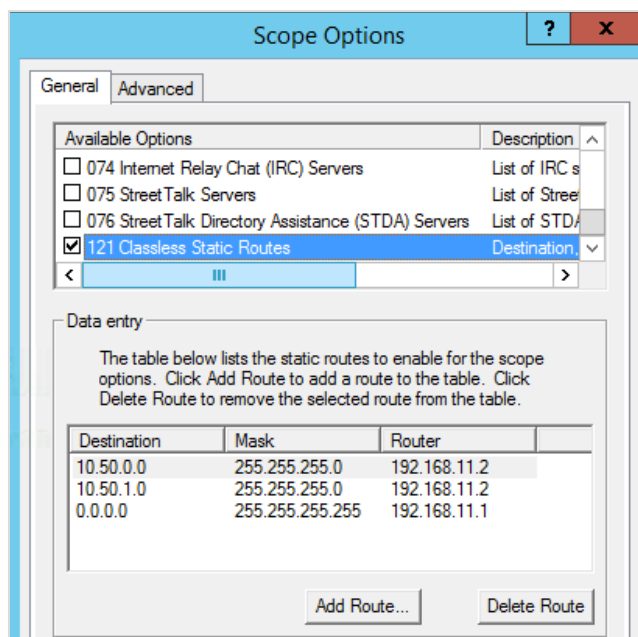 Scope Options
? x
General Advanced
Available Options Description
074 Internet Relay Chat (IRC) Servers List of IRC s
075 StreetTalk Servers List of Stree
076 StreetTalk Directory Assistance (STDA) Servers List of STDA
121 Classless Static Routes Destination,
Data entry
The table below lists the static routes to enable for the scope
options. Click Add Route to add a route to the table. Click
Delete Route to remove the selected route from the table.
Destination Mask Router
10.50.0.0 255.255.255.0 192.168.11.2
10.50.1.0 255.255.255.0 192.168.11.2
0.0.0.0 255.255.255.255 192.168.11.1
Add Route... Delete Route